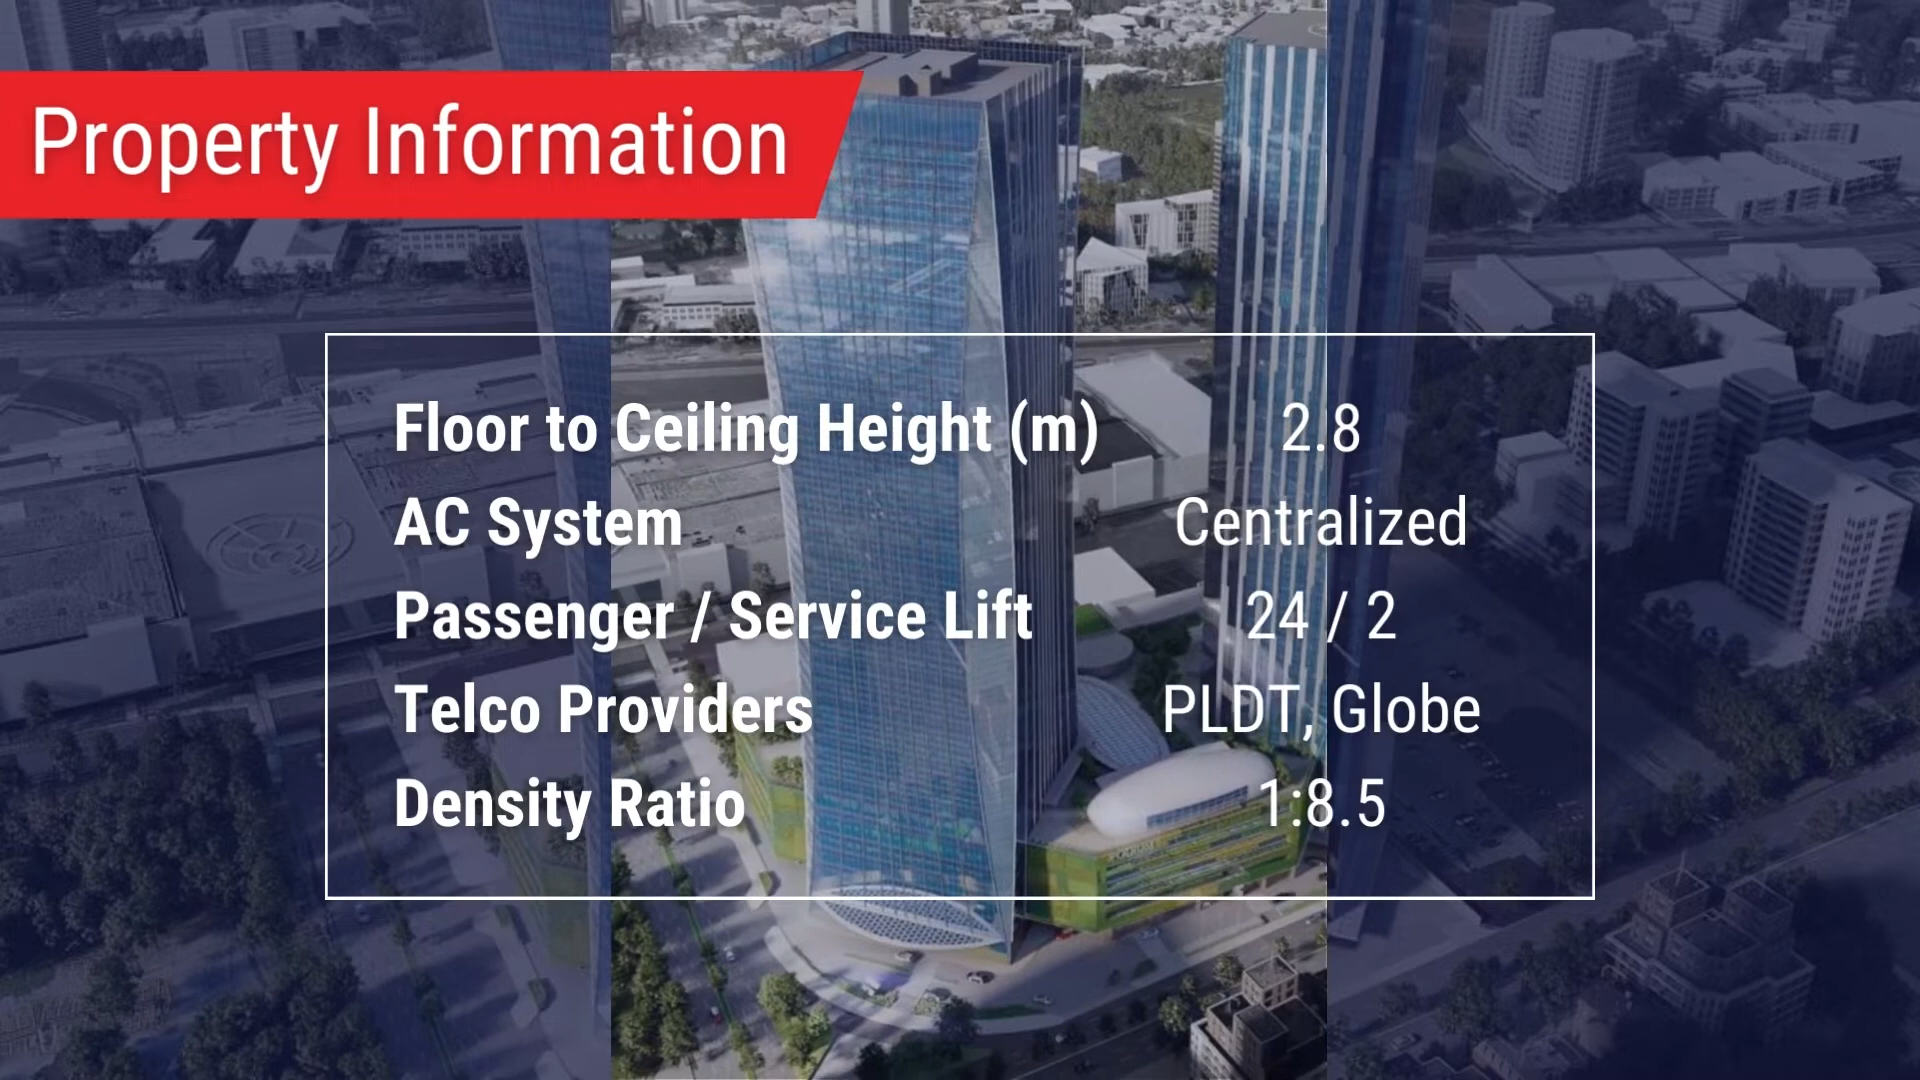 Property Information
Floor to Ceiling Height (m) 2.8
AC System Centralized
Passenger / Service Lift 24 / 2
Telco Providers PLDT, Globe
Density Ratio 1:8.5